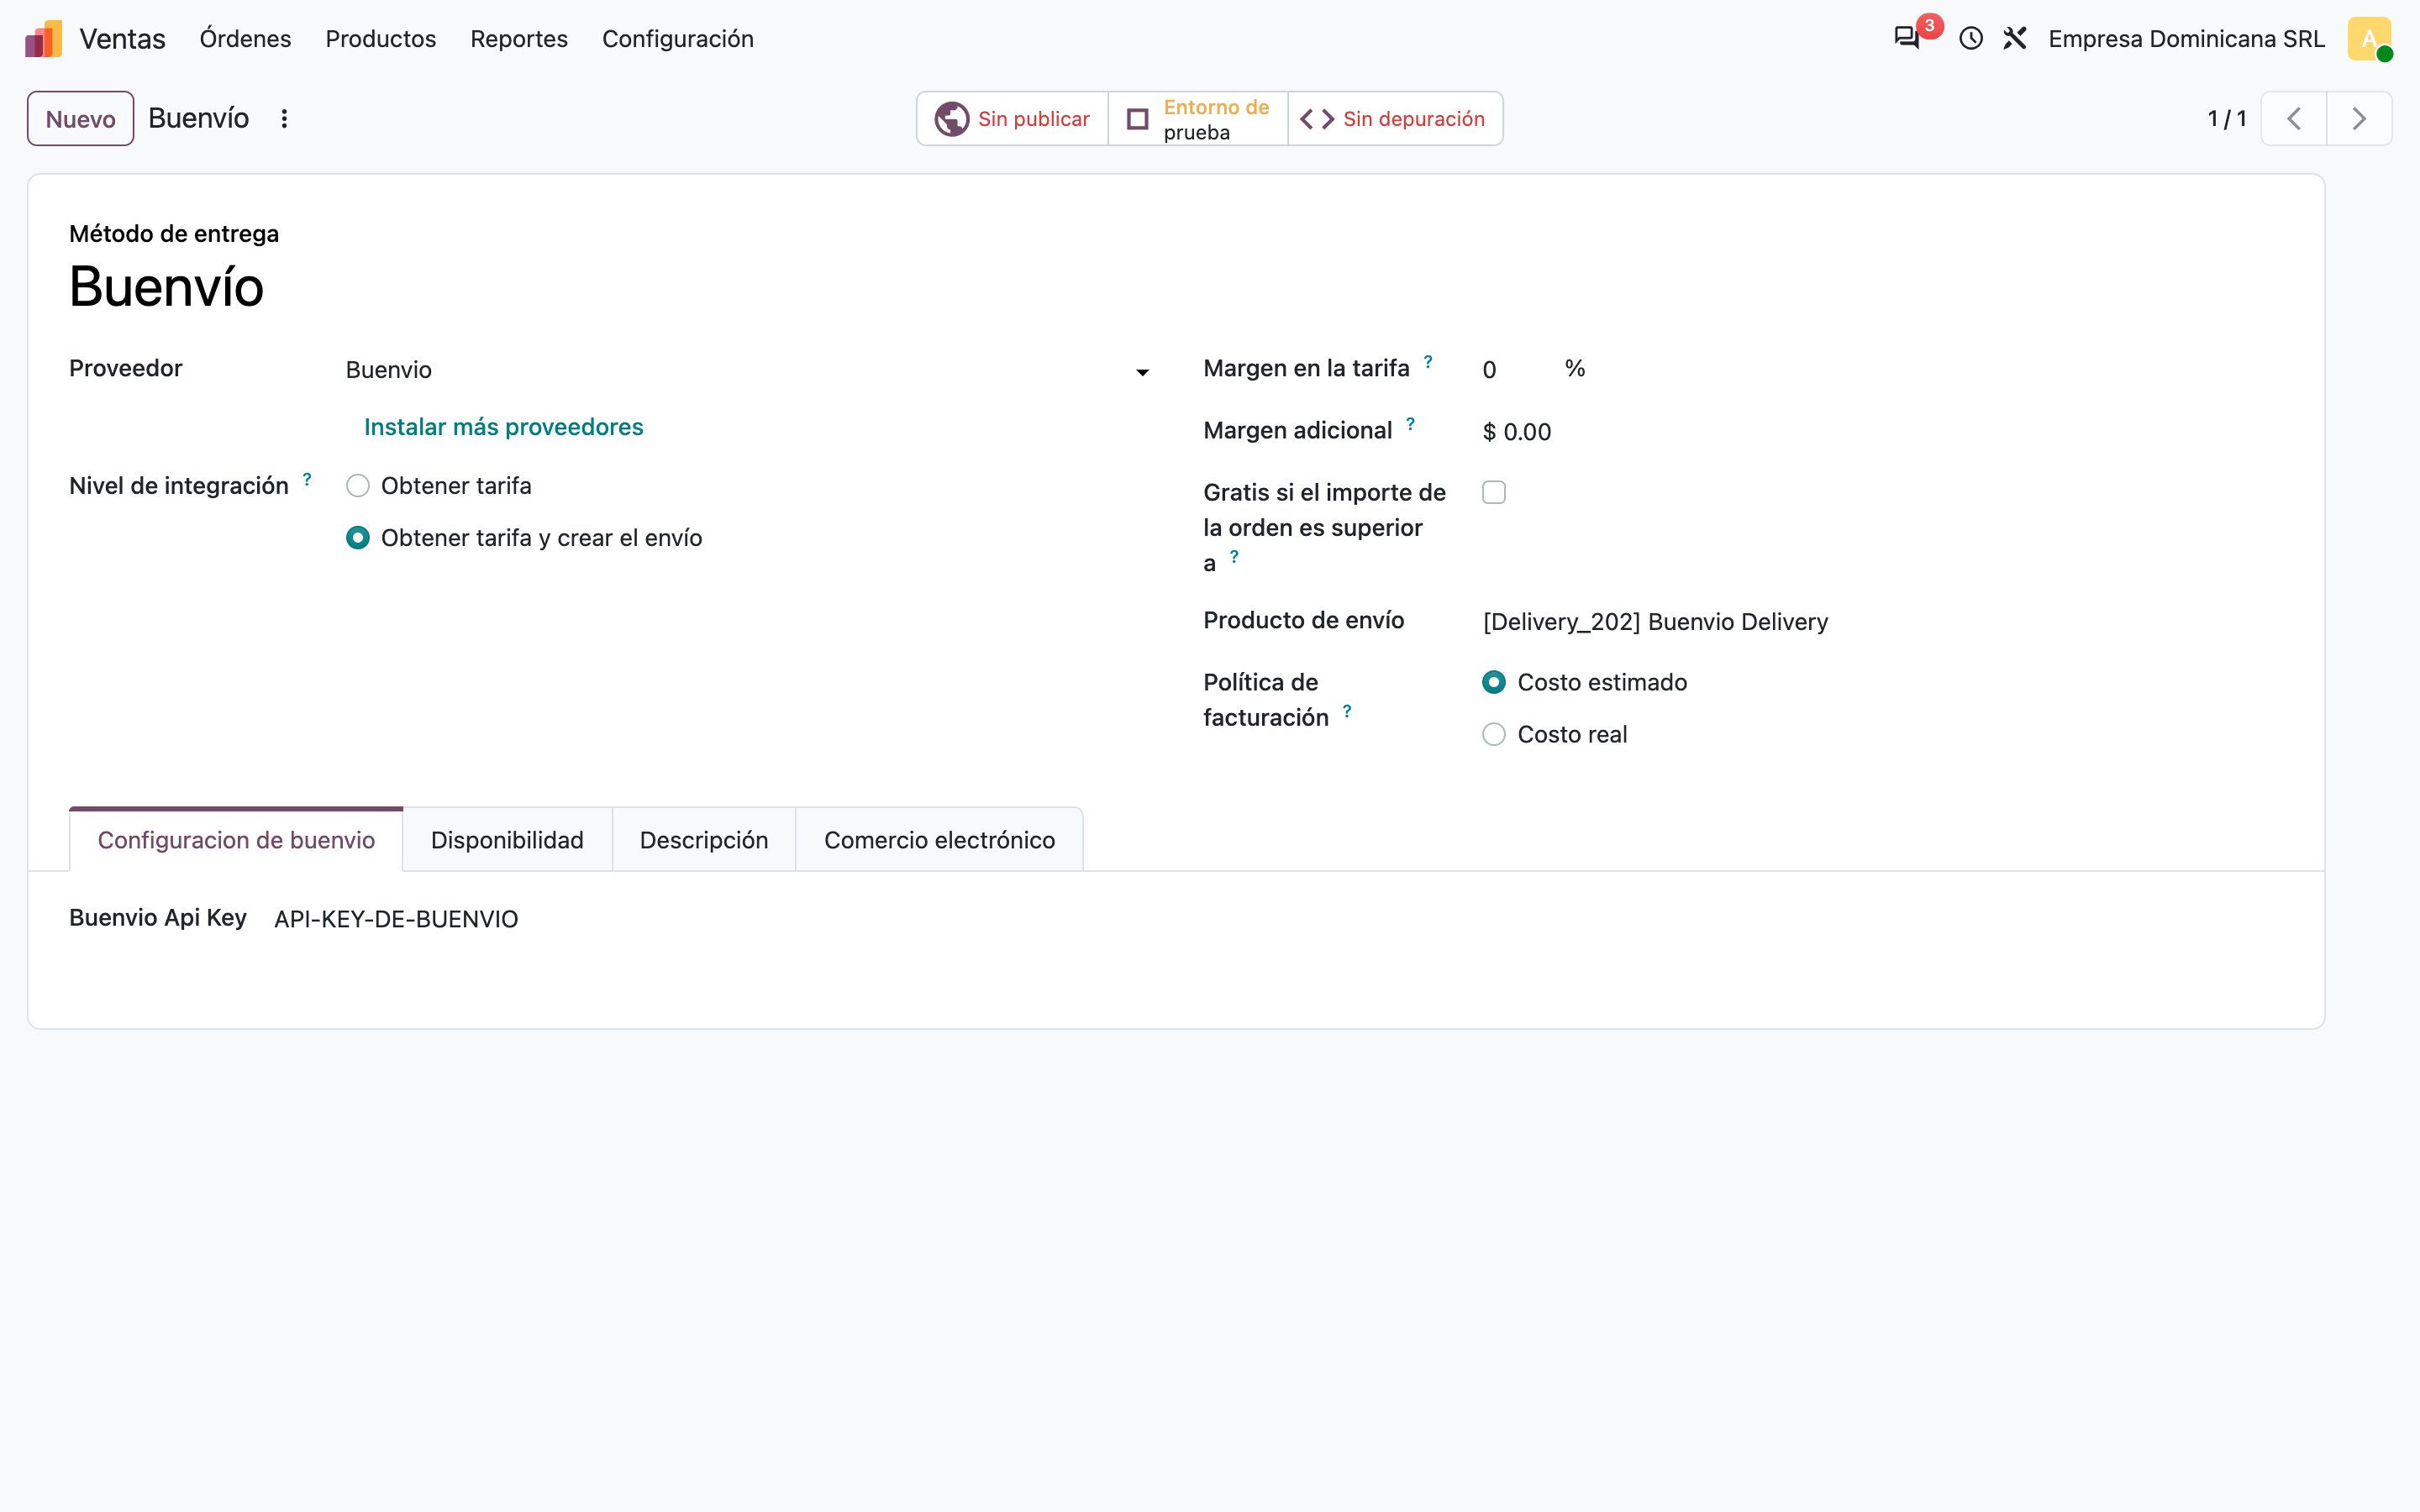 Ventas Órdenes Productos Reportes Configuración 3 Empresa Dominicana SRL A
Nuevo Buenvío Sin publicar Entorno de prueba Sin depuración 1 / 1
Método de entrega
Buenvío
Proveedor Buenvio
Instalar más proveedores
Nivel de integración ? Obtener tarifa
Obtener tarifa y crear el envío
Margen en la tarifa ? 0 %
Margen adicional ? $ 0.00
Gratis si el importe de
la orden es superior
a ?
Producto de envío [Delivery_202] Buenvio Delivery
Política de
facturación ?
Costo estimado
Costo real
Configuracion de buenvio Disponibilidad Descripción Comercio electrónico
Buenvio Api Key API-KEY-DE-BUENVIO